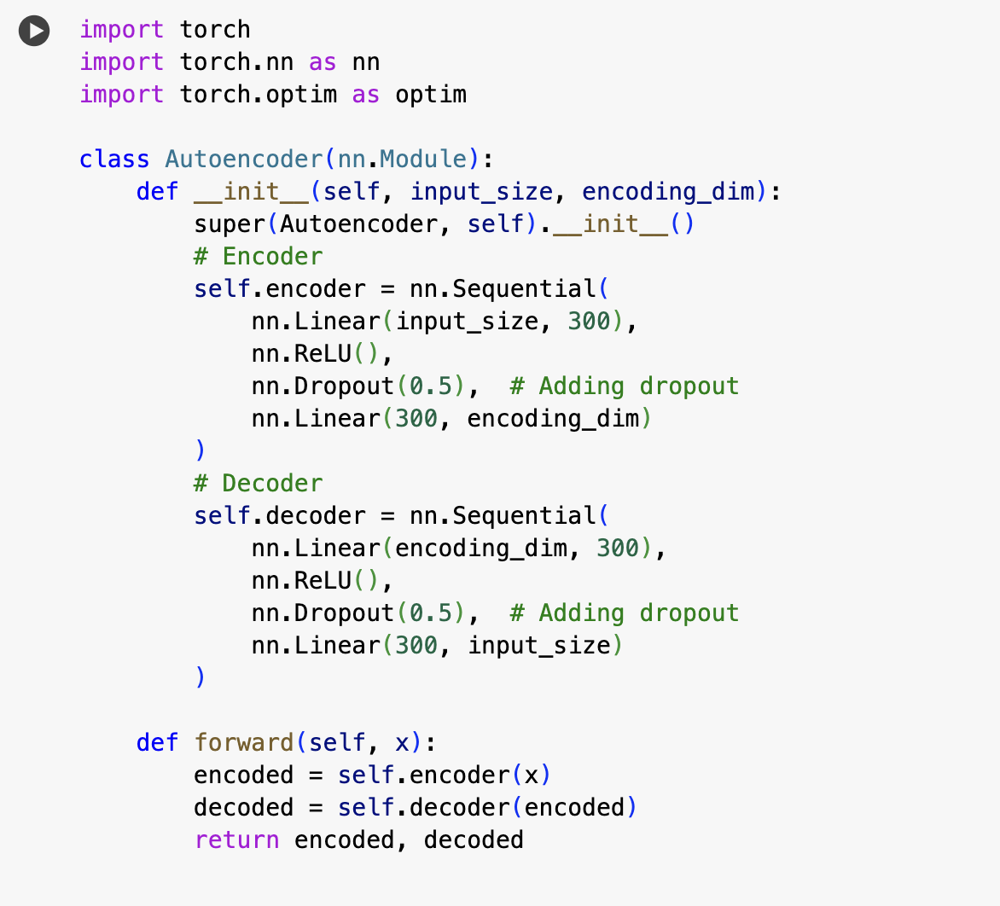 import torch
import torch.nn as nn
import torch.optim as optim

class Autoencoder(nn.Module):
    def __init__(self, input_size, encoding_dim):
        super(Autoencoder, self).__init__()
        # Encoder
        self.encoder = nn.Sequential(
            nn.Linear(input_size, 300),
            nn.ReLU(),
            nn.Dropout(0.5),  # Adding dropout
            nn.Linear(300, encoding_dim)
        )
        # Decoder
        self.decoder = nn.Sequential(
            nn.Linear(encoding_dim, 300),
            nn.ReLU(),
            nn.Dropout(0.5),  # Adding dropout
            nn.Linear(300, input_size)
        )

    def forward(self, x):
        encoded = self.encoder(x)
        decoded = self.decoder(encoded)
        return encoded, decoded